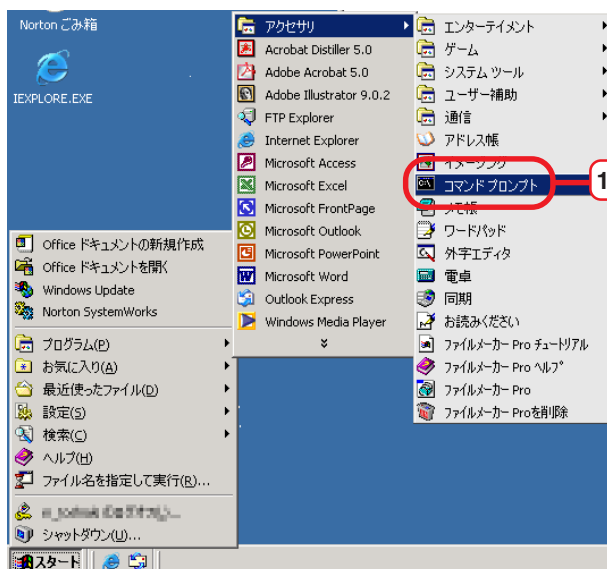 Norton ごみ箱
IEXPLORE.EXE
Office ドキュメントの新規作成
Office ドキュメントを開く
Windows Update
Norton SystemWorks
プログラム(P)
お気に入り(A)
最近使ったファイル(D)
設定(S)
検索(C)
ヘルプ(H)
ファイル名を指定して実行(R)...
シャットダウン(U)...
スタート
アクセサリ
Acrobat Distiller 5.0
Adobe Acrobat 5.0
Adobe Illustrator 9.0.2
FTP Explorer
Internet Explorer
Microsoft Access
Microsoft Excel
Microsoft FrontPage
Microsoft Outlook
Microsoft PowerPoint
Microsoft Word
Outlook Express
Windows Media Player
エンターテイメント
ゲーム
システム ツール
ユーザー補助
通信
アドレス帳
イメージング
コマンド プロンプト
1
メモ帳
ワードパッド
外字エディタ
電卓
同期
お読みください
ファイルメーカー Pro チュートリアル
ファイルメーカー Pro ヘルプ
ファイルメーカー Pro
ファイルメーカー Proを削除